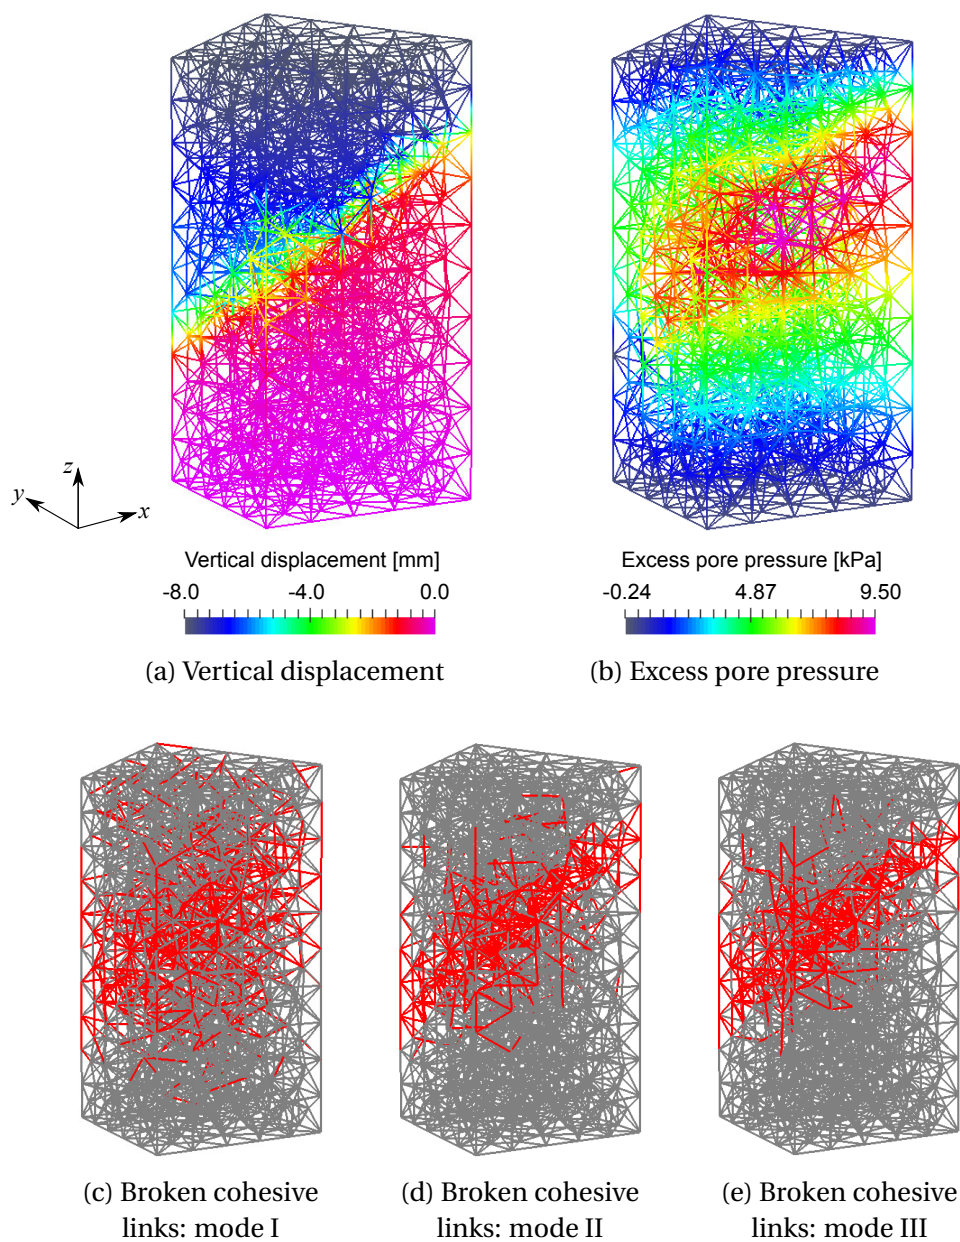 z
y
x
Vertical displacement [mm]
-8.0 -4.0 0.0
(a) Vertical displacement
Excess pore pressure [kPa]
-0.24 4.87 9.50
(b) Excess pore pressure
(c) Broken cohesive
links: mode I
(d) Broken cohesive
links: mode II
(e) Broken cohesive
links: mode III